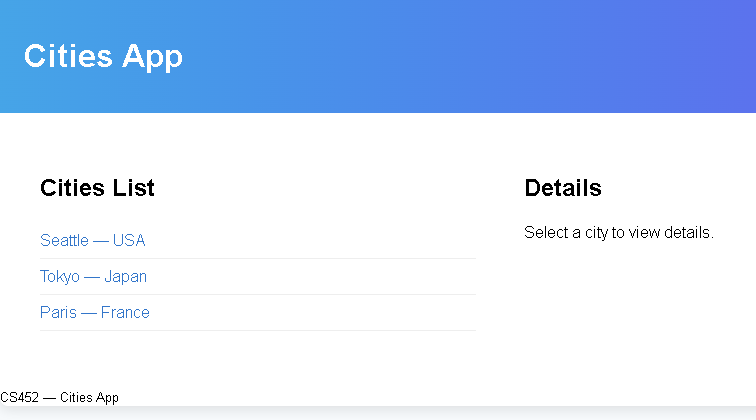 Cities App
Cities List
Seattle — USA
Tokyo — Japan
Paris — France
Details
Select a city to view details.
CS452 — Cities App